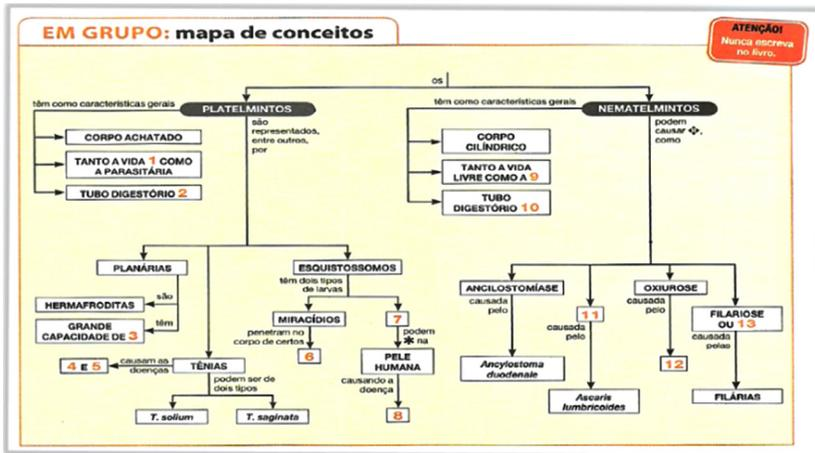 EM GRUPO: mapa de conceitos
ATENÇÃO!
Nunca escreva
no livro.
os
têm como características gerais
PLATELMINTOS
são
representados,
entre outros,
por
CORPO ACHATADO
TANTO A VIDA 1 COMO
A PARASITÁRIA
TUBO DIGESTÓRIO 2
têm como características gerais
NEMATELMINTOS
podem
causar ✥,
como
CORPO
CILÍNDRICO
TANTO A VIDA
LIVRE COMO A 9
TUBO
DIGESTÓRIO 10
PLANÁRIAS
são
HERMAFRODITAS
têm
GRANDE
CAPACIDADE DE 3
4 E 5
causam as
doenças
TÊNIAS
podem ser de
dois tipos
T. solium
T. saginata
ESQUISTOSSOMOS
têm dois tipos
de larvas
MIRACÍDIOS
penetram no
corpo de certos
6
7
podem
✱ na
PELE
HUMANA
causando a
doença
8
ANCILOSTOMÍASE
causada
pelo
Ancylostoma
duodenale
11
causada
pelo
Ascaris
lumbricoides
OXIUROSE
causada
pelo
12
FILARIOSE
OU 13
causada
pelas
FILÁRIAS